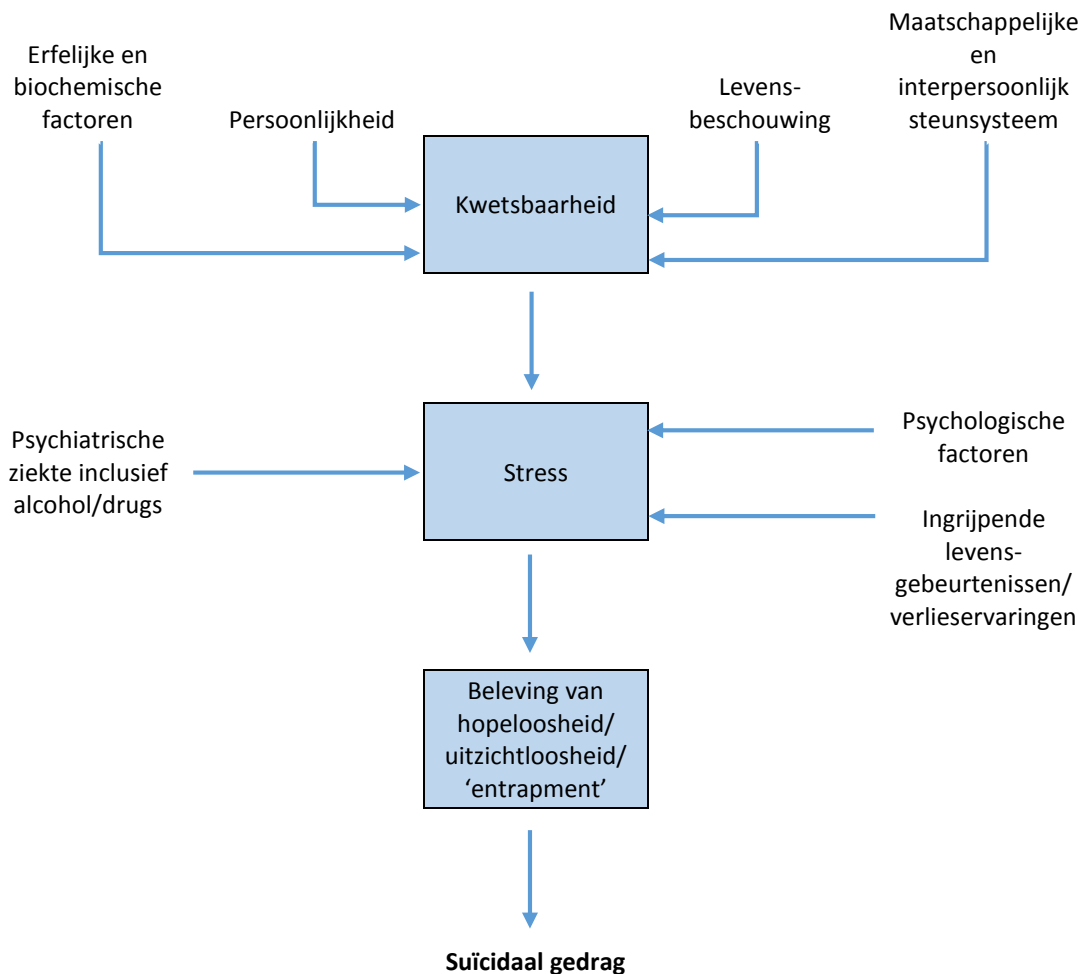 Erfelijke en
biochemische
factoren
Persoonlijkheid
Levens-
beschouwing
Maatschappelijke
en
interpersoonlijk
steunsysteem
Kwetsbaarheid
Psychiatrische
ziekte inclusief
alcohol/drugs
Stress
Psychologische
factoren
Ingrijpende
levens-
gebeurtenissen/
verlieservaringen
Beleving van
hopeloosheid/
uitzichtloosheid/
‘entrapment’
Suïcidaal gedrag